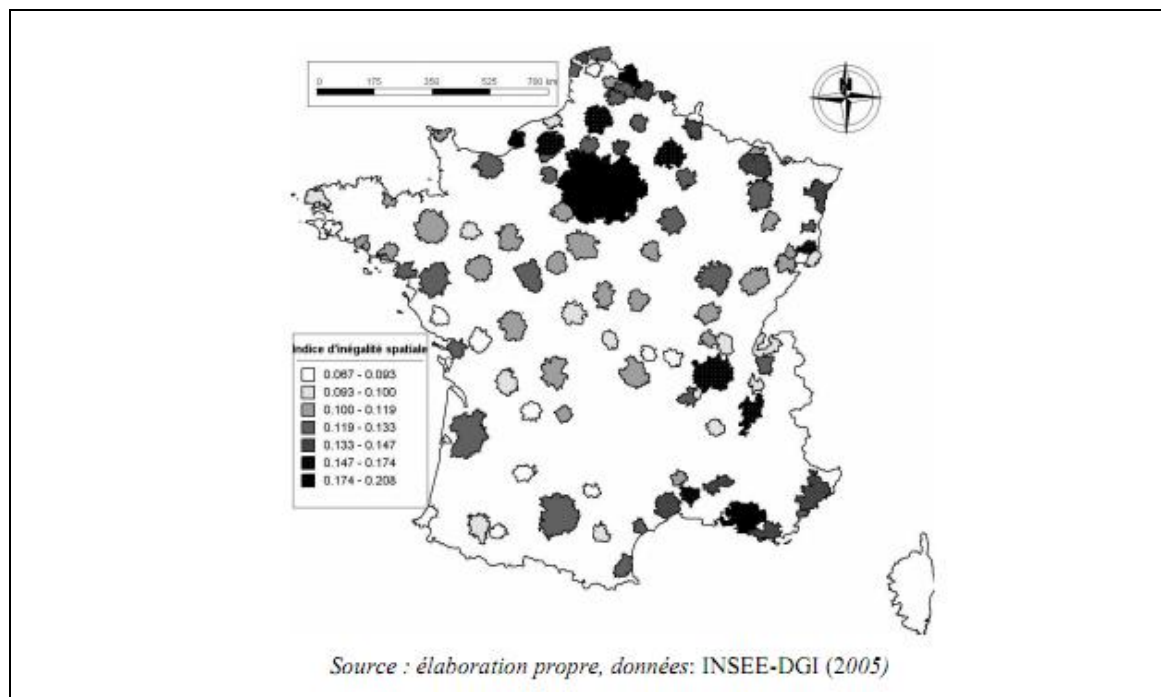 0 175 350 525 700 km
N
Indice d'inégalité spatiale
0.067 - 0.093
0.093 - 0.100
0.100 - 0.119
0.119 - 0.133
0.133 - 0.147
0.147 - 0.174
0.174 - 0.208
Source : élaboration propre, données: INSEE-DGI (2005)